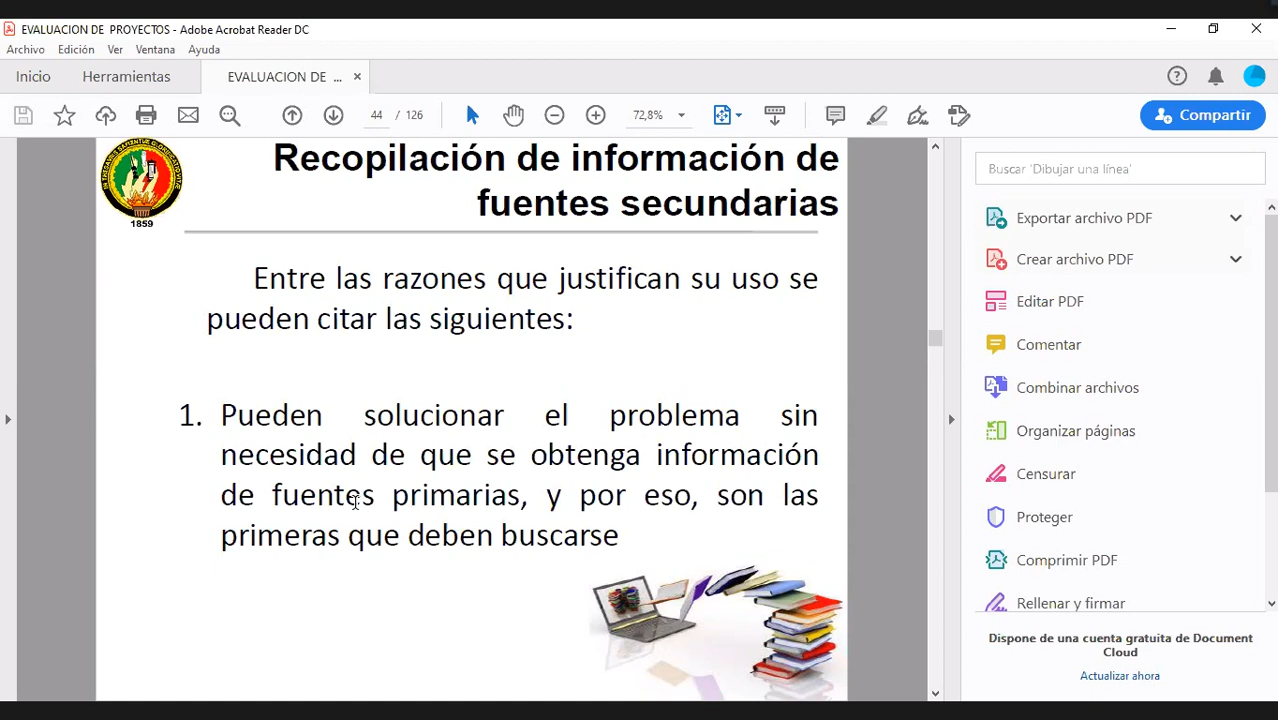 EVALUACION DE PROYECTOS - Adobe Acrobat Reader DC
Archivo Edición Ver Ventana Ayuda
Inicio Herramientas EVALUACION DE ... ×
44 / 126 72,8% Compartir
Recopilación de información de
fuentes secundarias
1859
Entre las razones que justifican su uso se
pueden citar las siguientes:
1. Pueden solucionar el problema sin
necesidad de que se obtenga información
de fuentes primarias, y por eso, son las
primeras que deben buscarse
Buscar 'Dibujar una línea'
Exportar archivo PDF
Crear archivo PDF
Editar PDF
Comentar
Combinar archivos
Organizar páginas
Censurar
Proteger
Comprimir PDF
Rellenar y firmar
Dispone de una cuenta gratuita de Document
Cloud
Actualizar ahora